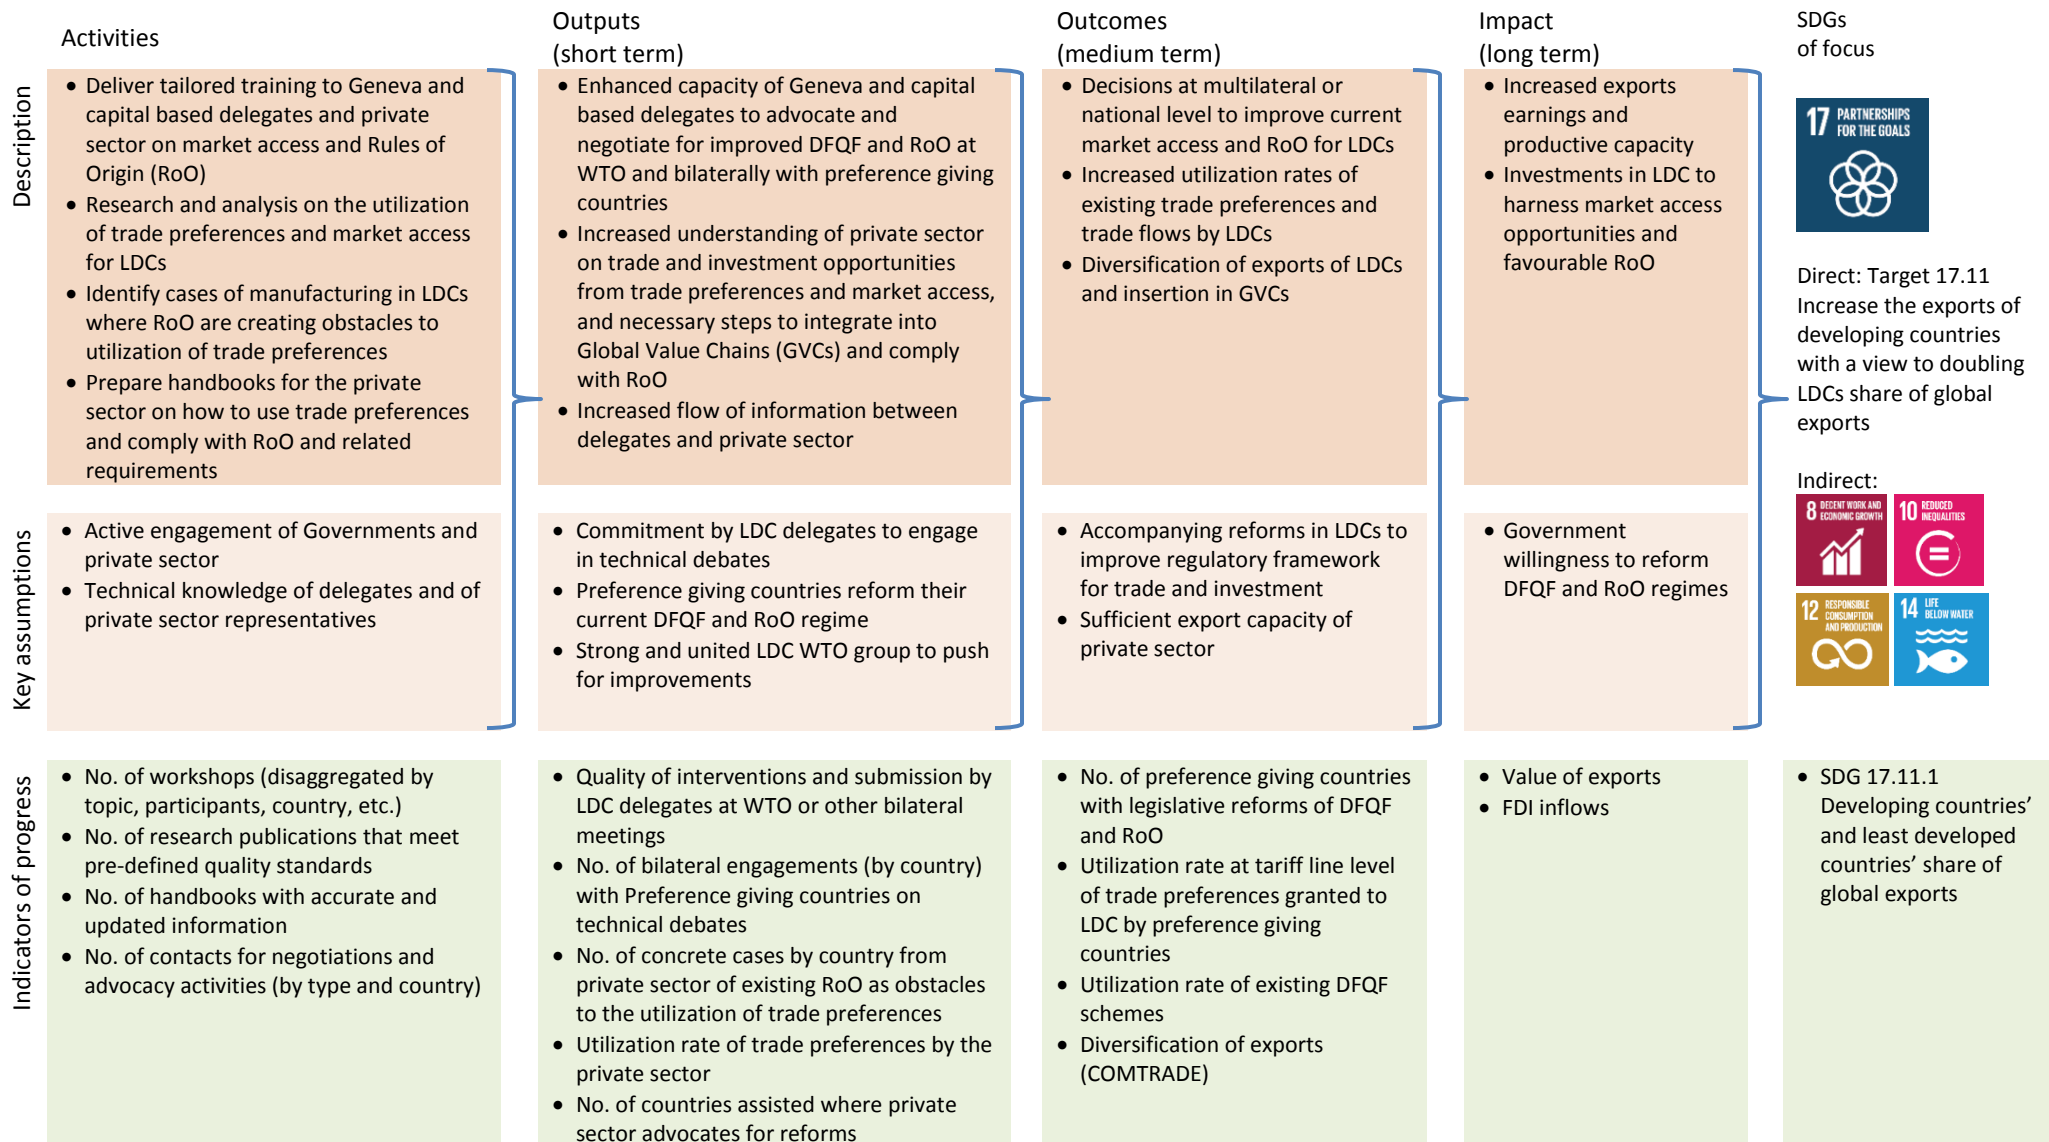 Activities
Outputs
(short term)
Outcomes
(medium term)
Impact
(long term)
SDGs
of focus
Description
• Deliver tailored training to Geneva and
capital based delegates and private
sector on market access and Rules of
Origin (RoO)
• Research and analysis on the utilization
of trade preferences and market access
for LDCs
• Identify cases of manufacturing in LDCs
where RoO are creating obstacles to
utilization of trade preferences
• Prepare handbooks for the private
sector on how to use trade preferences
and comply with RoO and related
requirements
• Enhanced capacity of Geneva and capital
based delegates to advocate and
negotiate for improved DFQF and RoO at
WTO and bilaterally with preference giving
countries
• Increased understanding of private sector
on trade and investment opportunities
from trade preferences and market access,
and necessary steps to integrate into
Global Value Chains (GVCs) and comply
with RoO
• Increased flow of information between
delegates and private sector
• Decisions at multilateral or
national level to improve current
market access and RoO for LDCs
• Increased utilization rates of
existing trade preferences and
trade flows by LDCs
• Diversification of exports of LDCs
and insertion in GVCs
• Increased exports
earnings and
productive capacity
• Investments in LDC to
harness market access
opportunities and
favourable RoO
17 PARTNERSHIPS
FOR THE GOALS
Direct: Target 17.11
Increase the exports of
developing countries
with a view to doubling
LDCs share of global
exports
Indirect:
8 DECENT WORK AND
ECONOMIC GROWTH
10 REDUCED
INEQUALITIES
12 RESPONSIBLE
CONSUMPTION
AND PRODUCTION
14 LIFE
BELOW WATER
Key assumptions
• Active engagement of Governments and
private sector
• Technical knowledge of delegates and of
private sector representatives
• Commitment by LDC delegates to engage
in technical debates
• Preference giving countries reform their
current DFQF and RoO regime
• Strong and united LDC WTO group to push
for improvements
• Accompanying reforms in LDCs to
improve regulatory framework
for trade and investment
• Sufficient export capacity of
private sector
• Government
willingness to reform
DFQF and RoO regimes
Indicators of progress
• No. of workshops (disaggregated by
topic, participants, country, etc.)
• No. of research publications that meet
pre-defined quality standards
• No. of handbooks with accurate and
updated information
• No. of contacts for negotiations and
advocacy activities (by type and country)
• Quality of interventions and submission by
LDC delegates at WTO or other bilateral
meetings
• No. of bilateral engagements (by country)
with Preference giving countries on
technical debates
• No. of concrete cases by country from
private sector of existing RoO as obstacles
to the utilization of trade preferences
• Utilization rate of trade preferences by the
private sector
• No. of countries assisted where private
sector advocates for reforms
• No. of preference giving countries
with legislative reforms of DFQF
and RoO
• Utilization rate at tariff line level
of trade preferences granted to
LDC by preference giving
countries
• Utilization rate of existing DFQF
schemes
• Diversification of exports
(COMTRADE)
• Value of exports
• FDI inflows
• SDG 17.11.1
Developing countries’
and least developed
countries’ share of
global exports